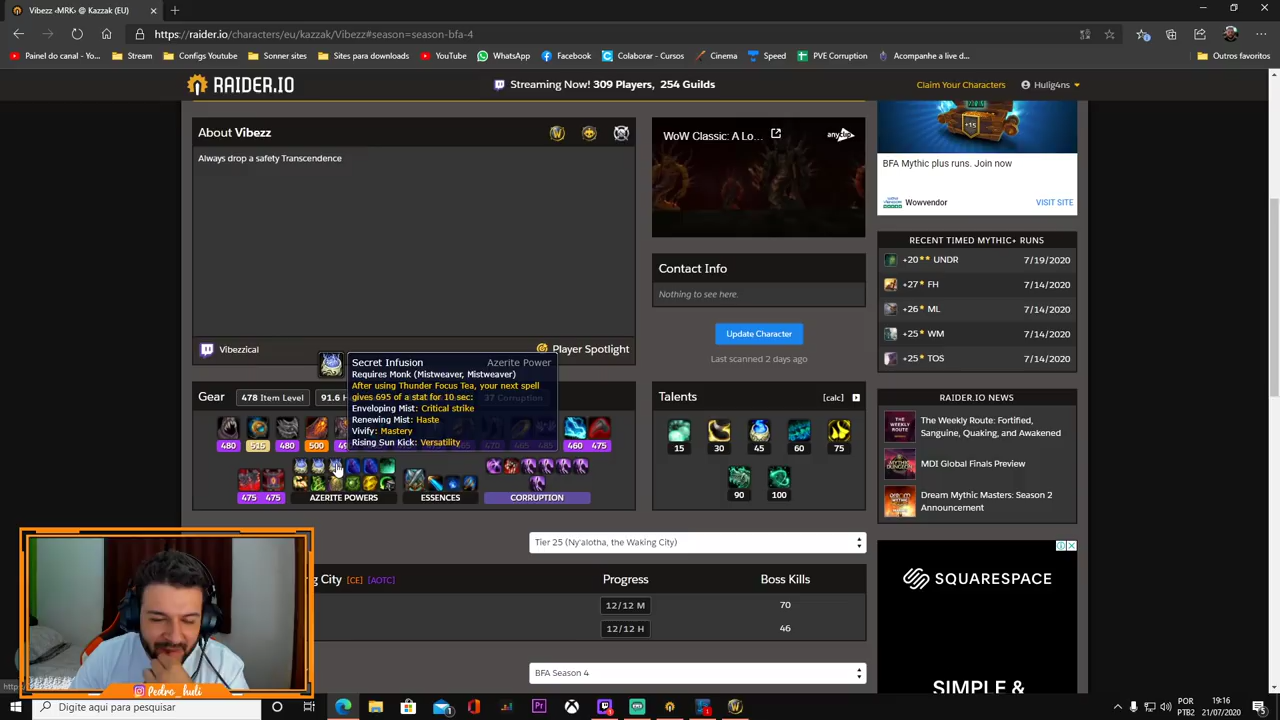 Vibezz <MRK> @ Kazzak (EU)
https://raider.io/characters/eu/kazzak/Vibezz#season=season-bfa-4
Painel do canal - T...
Stream
Configs Youtube
Sonner sites
Sites para downloads
YouTube
WhatsApp
Facebook
Colaborar - Cursos
Cinema
Speed
PVE Corruption
Acompanhe a live d...
Outros favoritos
RAIDER.IO
Streaming Now! 309 Players, 254 Guilds
Claim Your Characters
Hulig4ns
About Vibezz
Always drop a safety Transcendence
Vibezzical
Player Spotlight
WoW Classic: A Lo...
anyclip
Contact Info
Nothing to see here.
Update Character
Last scanned 2 days ago
+15
BFA Mythic plus runs. Join now
Wowvendor
VISIT SITE
RECENT TIMED MYTHIC+ RUNS
+20** UNDR 7/19/2020
+27* FH 7/14/2020
+26* ML 7/14/2020
+25* WM 7/14/2020
+25* TOS 7/14/2020
Secret Infusion Azerite Power
Requires Monk (Mistweaver, Mistweaver)
After using Thunder Focus Tea, your next spell
gives 695 of a stat for 10 sec:
Enveloping Mist: Critical strike
Renewing Mist: Haste
Vivify: Mastery
Rising Sun Kick: Versatility
Gear
478 Item Level
91.6 H
37 Corruption
480 515 480 500 460 475
475 475
AZERITE POWERS
ESSENCES
CORRUPTION
Talents
[calc]
15 30 45 60 75
90 100
RAIDER.IO NEWS
THE WEEKLY ROUTE
The Weekly Route: Fortified,
Sanguine, Quaking, and Awakened
MDI Global Finals Preview
Dream Mythic Masters: Season 2
Announcement
Tier 25 (Ny'alotha, the Waking City)
g City [CE] [AOTC]
Progress
Boss Kills
12/12 M 70
12/12 H 46
BFA Season 4
SQUARESPACE
SIMPLE &
Pedro_huli
Digite aqui para pesquisar
POR
PTB2
19:16
21/07/2020